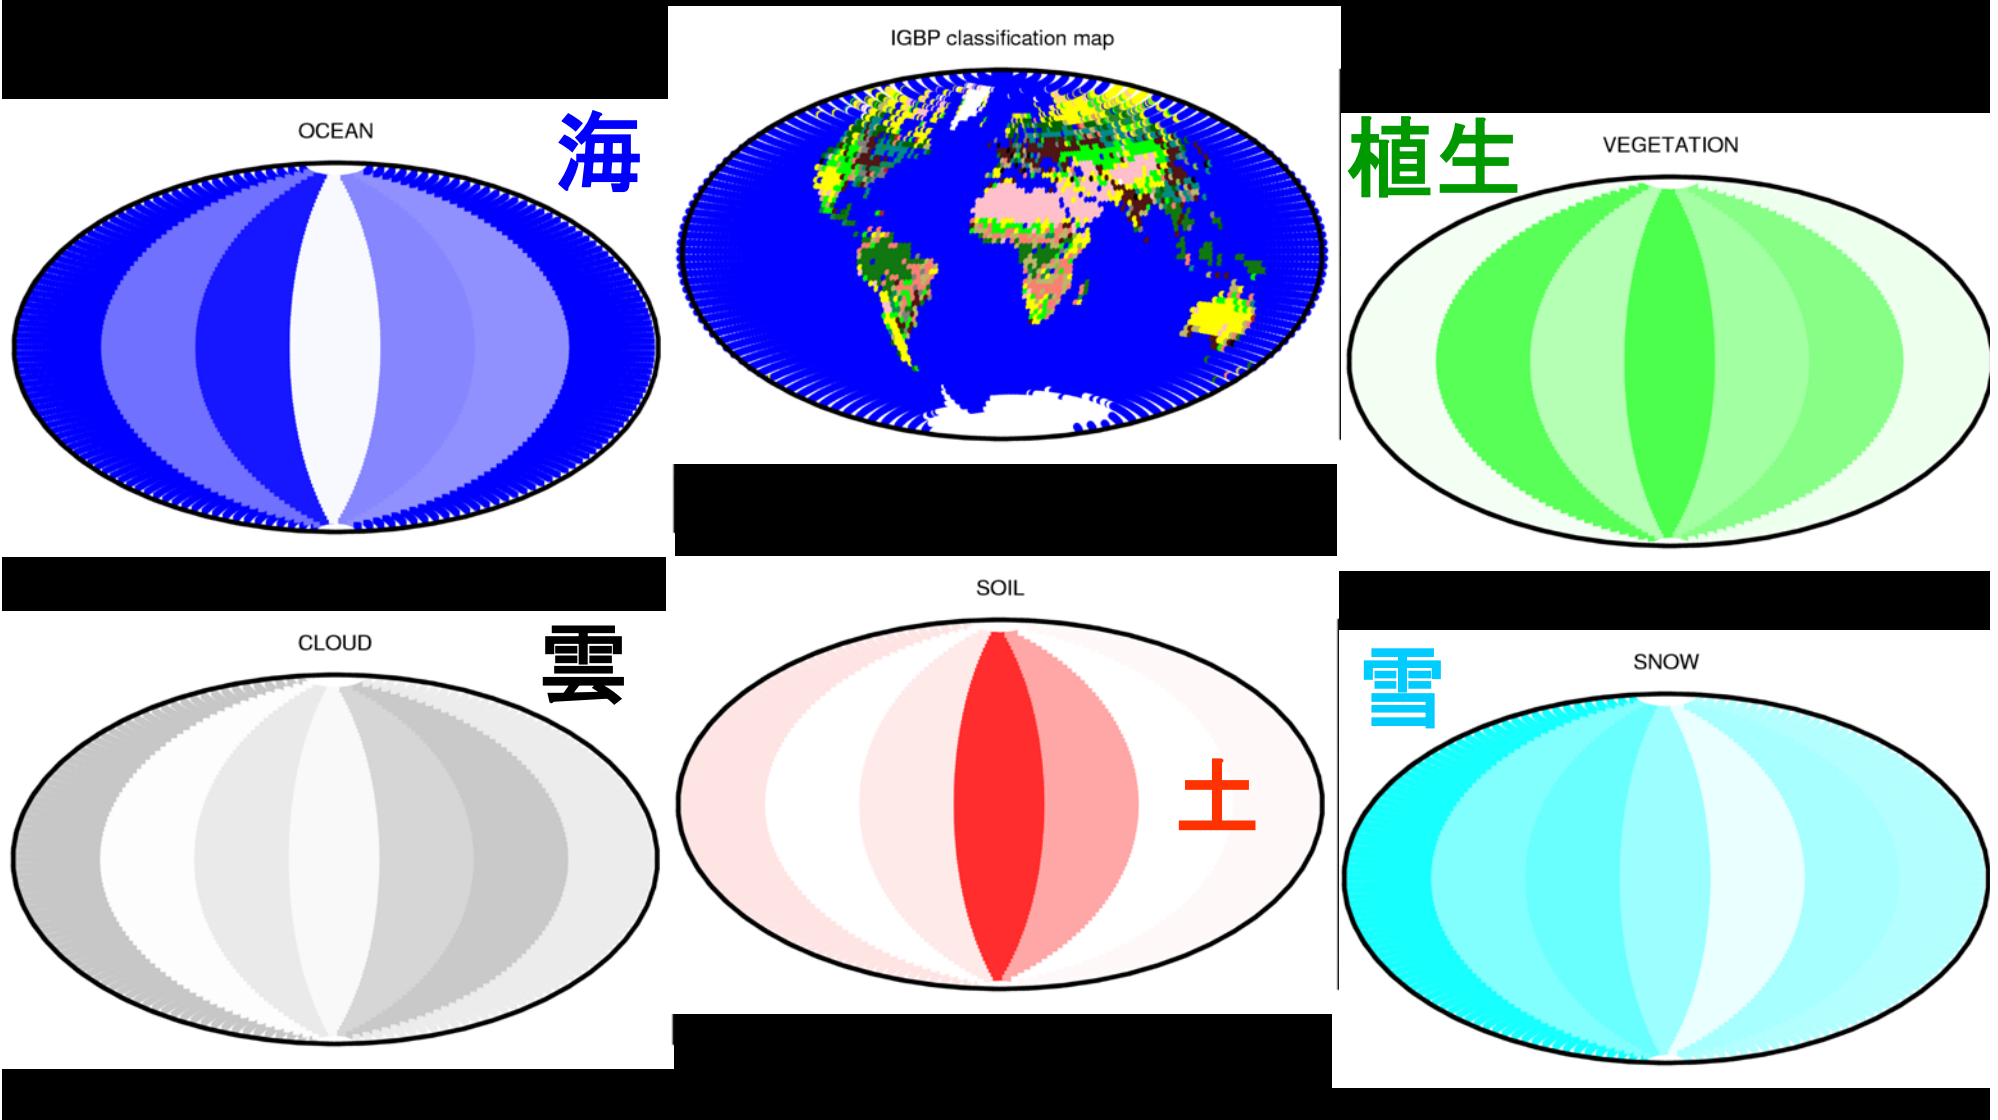 IGBP classification map
OCEAN
海
植生
VEGETATION
CLOUD
雲
SOIL
土
雪
SNOW